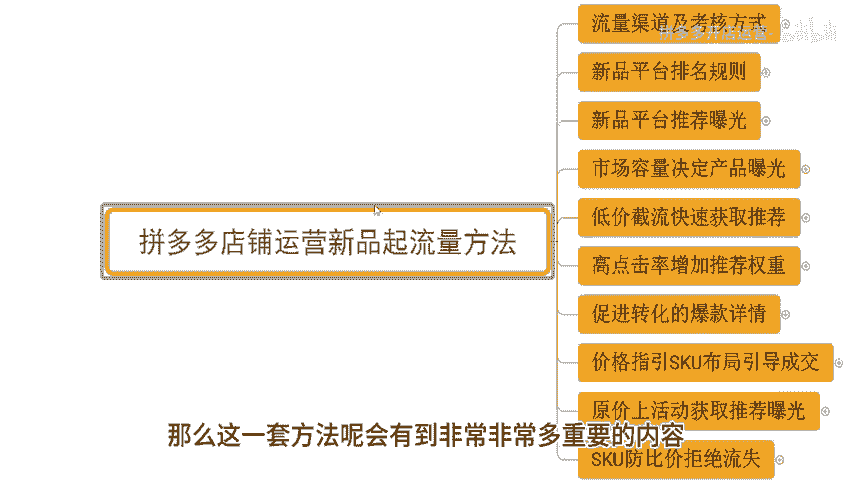 流量渠道及考核方式
拼多多开店运营
新品平台排名规则
新品平台推荐曝光
市场容量决定产品曝光
低价截流快速获取推荐
拼多多店铺运营新品起流量方法
高点击率增加推荐权重
促进转化的爆款详情
价格指引SKU布局引导成交
原价上活动获取推荐曝光
那么这一套方法呢会有到非常非常多重要的内容
SKU防比价拒绝流失